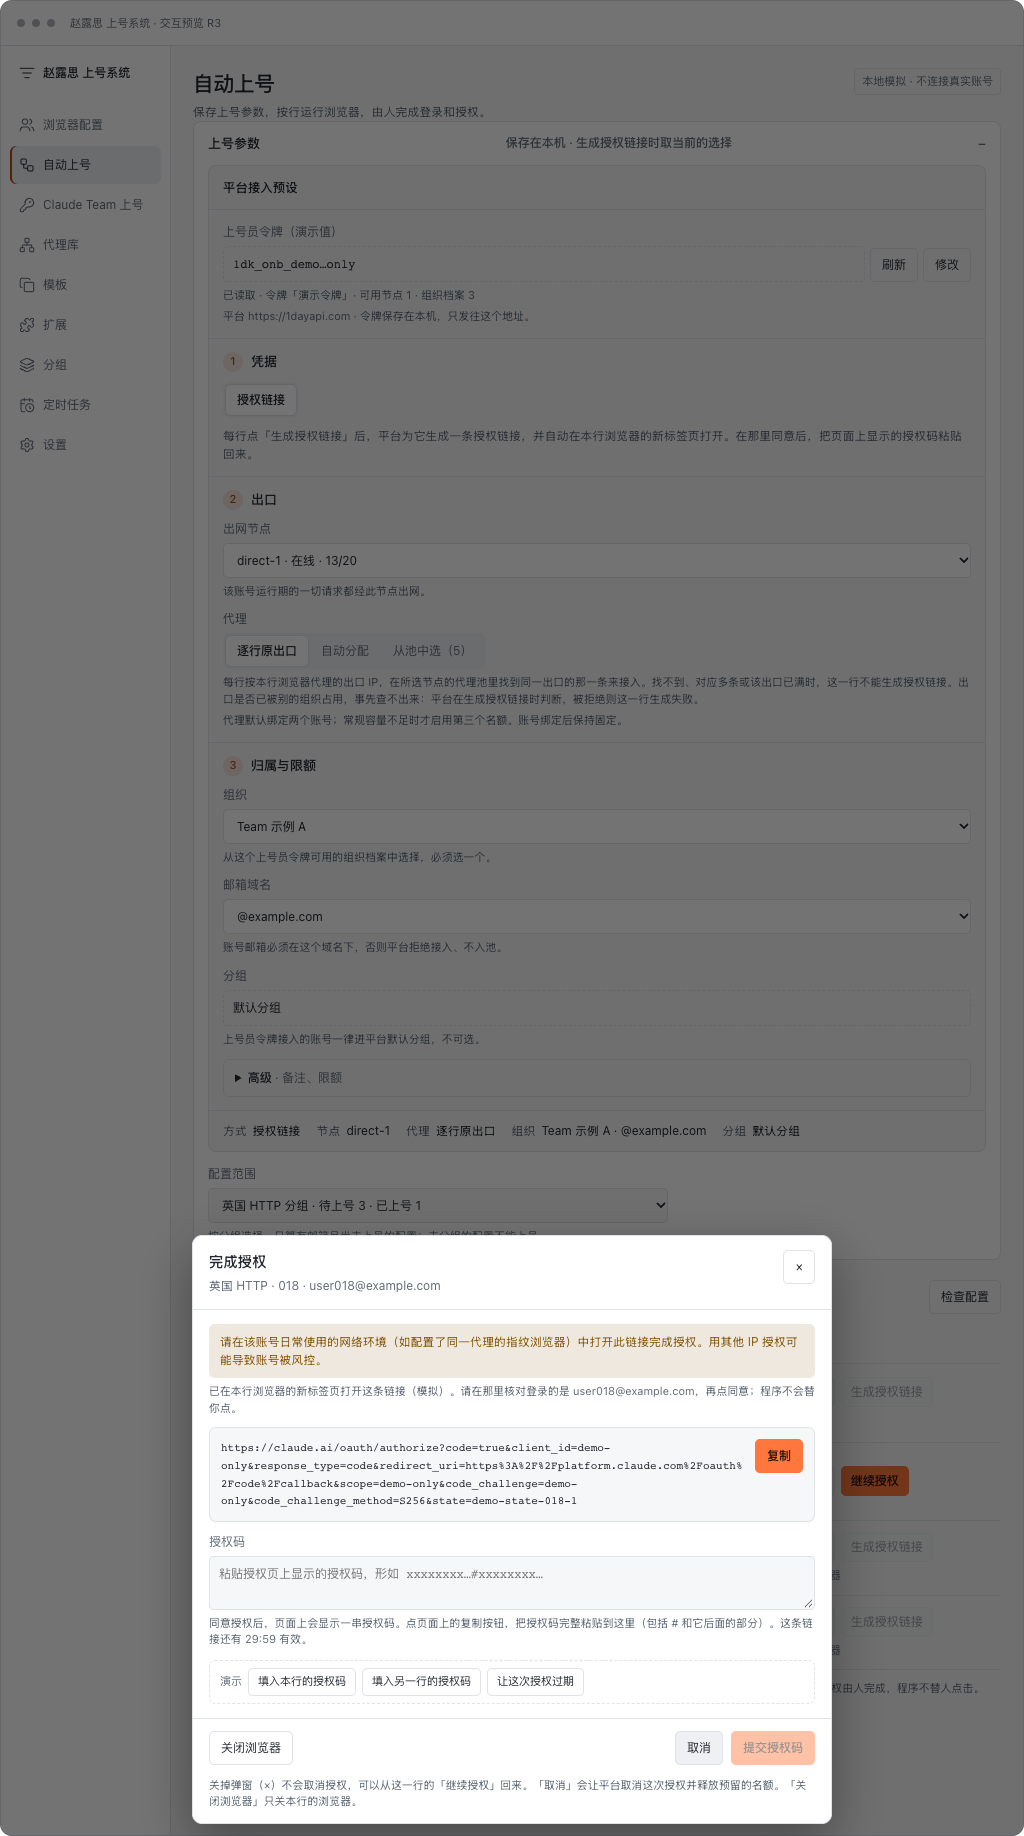 赵露思 上号系统 · 交互预览 R3
赵露思 上号系统
浏览器配置
自动上号
Claude Team 上号
代理库
模板
扩展
分组
定时任务
设置
自动上号
本地模拟 · 不连接真实账号
保存上号参数，按行运行浏览器，由人完成登录和授权。
上号参数
保存在本机 · 生成授权链接时取当前的选择
−
平台接入预设
上号员令牌（演示值）
1dk_onb_demo…only
刷新
修改
已读取 · 令牌「演示令牌」 · 可用节点 1 · 组织档案 3
平台 https://1dayapi.com · 令牌保存在本机，只发往这个地址。
1 凭据
授权链接
每行点「生成授权链接」后，平台为它生成一条授权链接，并自动在本行浏览器的新标签页打开。在那里同意后，把页面上显示的授权码粘贴
回来。
2 出口
出网节点
direct-1 · 在线 · 13/20
该账号运行期的一切请求都经此节点出网。
代理
逐行原出口
自动分配
从池中选（5）
每行按本行浏览器代理的出口 IP，在所选节点的代理池里找到同一出口的那一条来接入。找不到、对应多条或该出口已满时，这一行不能生成授权链接。出
口是否已被别的组织占用，事先查不出来：平台在生成授权链接时判断，被拒绝则这一行生成失败。
代理默认绑定两个账号；常规容量不足时才启用第三个名额。账号绑定后保持固定。
3 归属与限额
组织
Team 示例 A
从这个上号员令牌可用的组织档案中选择，必须选一个。
邮箱域名
@example.com
账号邮箱必须在这个域名下，否则平台拒绝接入、不入池。
分组
默认分组
上号员令牌接入的账号一律进平台默认分组，不可选。
高级 · 备注、限额
方式 授权链接 节点 direct-1 代理 逐行原出口 组织 Team 示例 A · @example.com 分组 默认分组
配置范围
英国 HTTP 分组 · 待上号 3 · 已上号 1
检查配置
生成授权链接
继续授权
生成授权链接
器
生成授权链接
器
权由人完成，程序不替人点击。
完成授权
×
英国 HTTP · 018 · user018@example.com
请在该账号日常使用的网络环境（如配置了同一代理的指纹浏览器）中打开此链接完成授权。用其他 IP 授权可
能导致账号被风控。
已在本行浏览器的新标签页打开这条链接（模拟）。请在那里核对登录的是 user018@example.com，再点同意；程序不会替
你点。
https://claude.ai/oauth/authorize?code=true&client_id=demo-
only&response_type=code&redirect_uri=https%3A%2F%2Fplatform.claude.com%2Foauth%
2Fcode%2Fcallback&scope=demo-only&code_challenge=demo-
only&code_challenge_method=S256&state=demo-state-018-1
复制
授权码
粘贴授权页上显示的授权码，形如 xxxxxxxx…#xxxxxxxx…
同意授权后，页面上会显示一串授权码。点页面上的复制按钮，把授权码完整粘贴到这里（包括 # 和它后面的部分）。这条链
接还有 29:59 有效。
演示
填入本行的授权码
填入另一行的授权码
让这次授权过期
关闭浏览器
取消
提交授权码
关掉弹窗（×）不会取消授权，可以从这一行的「继续授权」回来。「取消」会让平台取消这次授权并释放预留的名额。「关
闭浏览器」只关本行的浏览器。